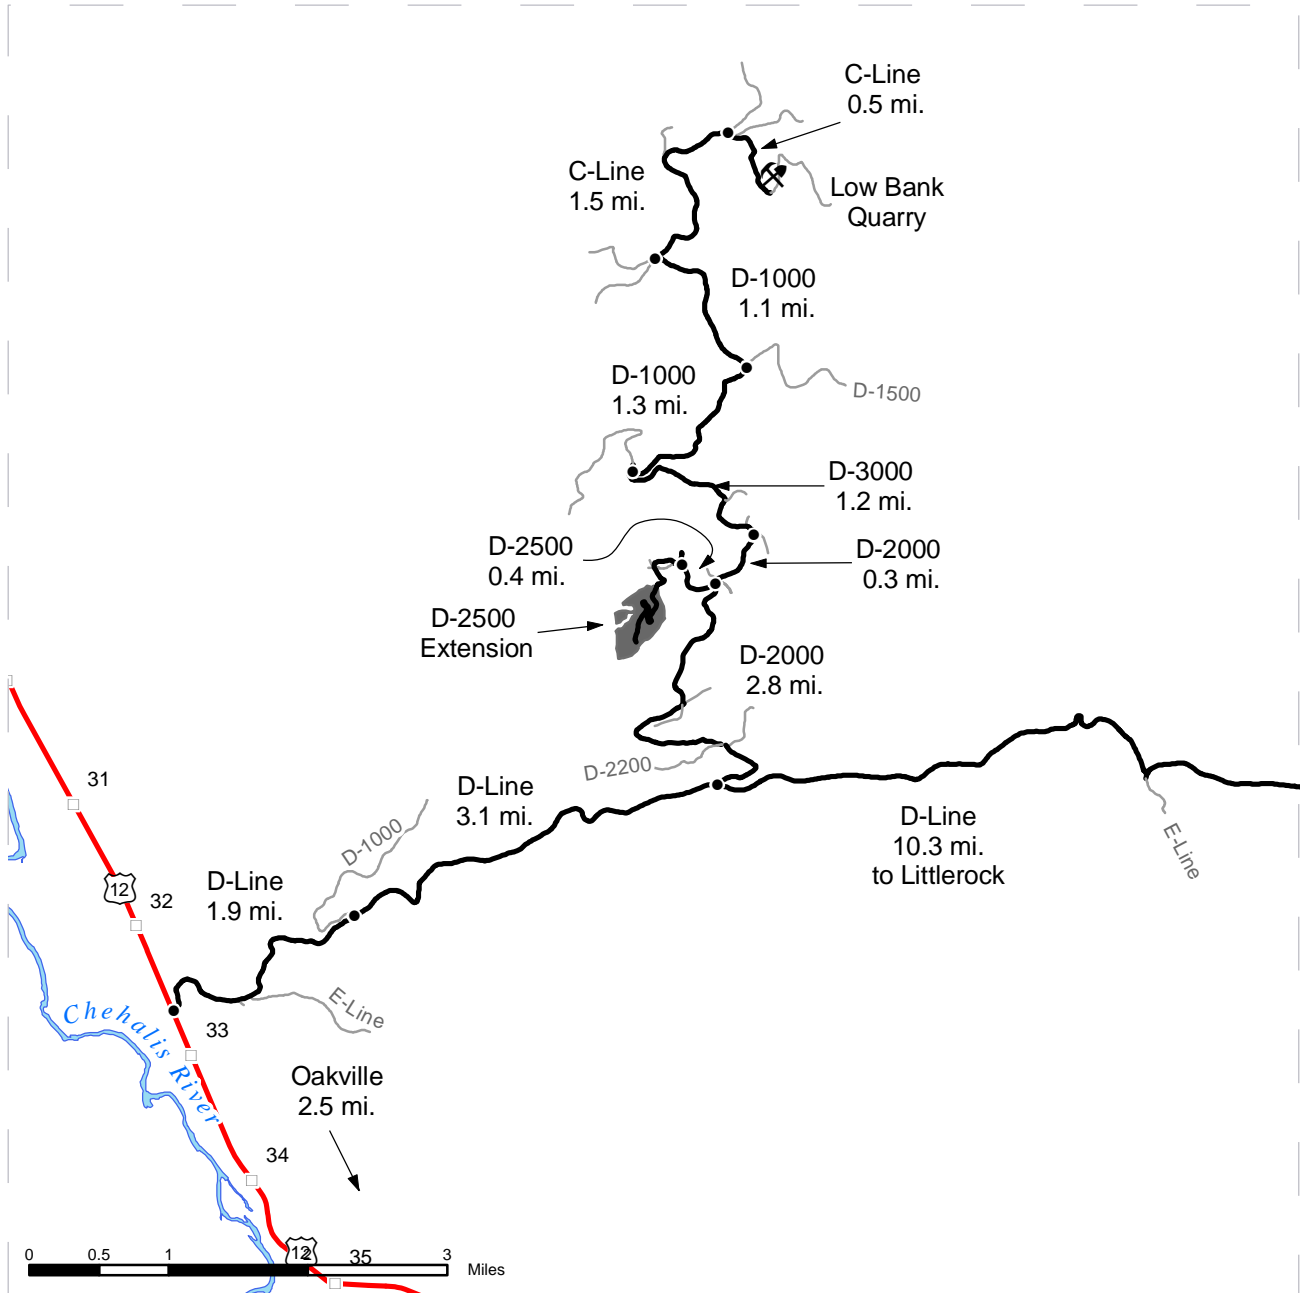 C-Line
0.5 mi.
C-Line
1.5 mi.
Low Bank
Quarry
D-1000
1.1 mi.
D-1000
1.3 mi.
D-1500
D-3000
1.2 mi.
D-2500
0.4 mi.
D-2000
0.3 mi.
D-2500
Extension
D-2000
2.8 mi.
D-2200
D-Line
3.1 mi.
D-Line
10.3 mi.
to Littlerock
E-Line
31
12
32
D-1000
D-Line
1.9 mi.
E-Line
33
Chehalis River
Oakville
2.5 mi.
34
12
35
0 0.5 1 2 3
Miles